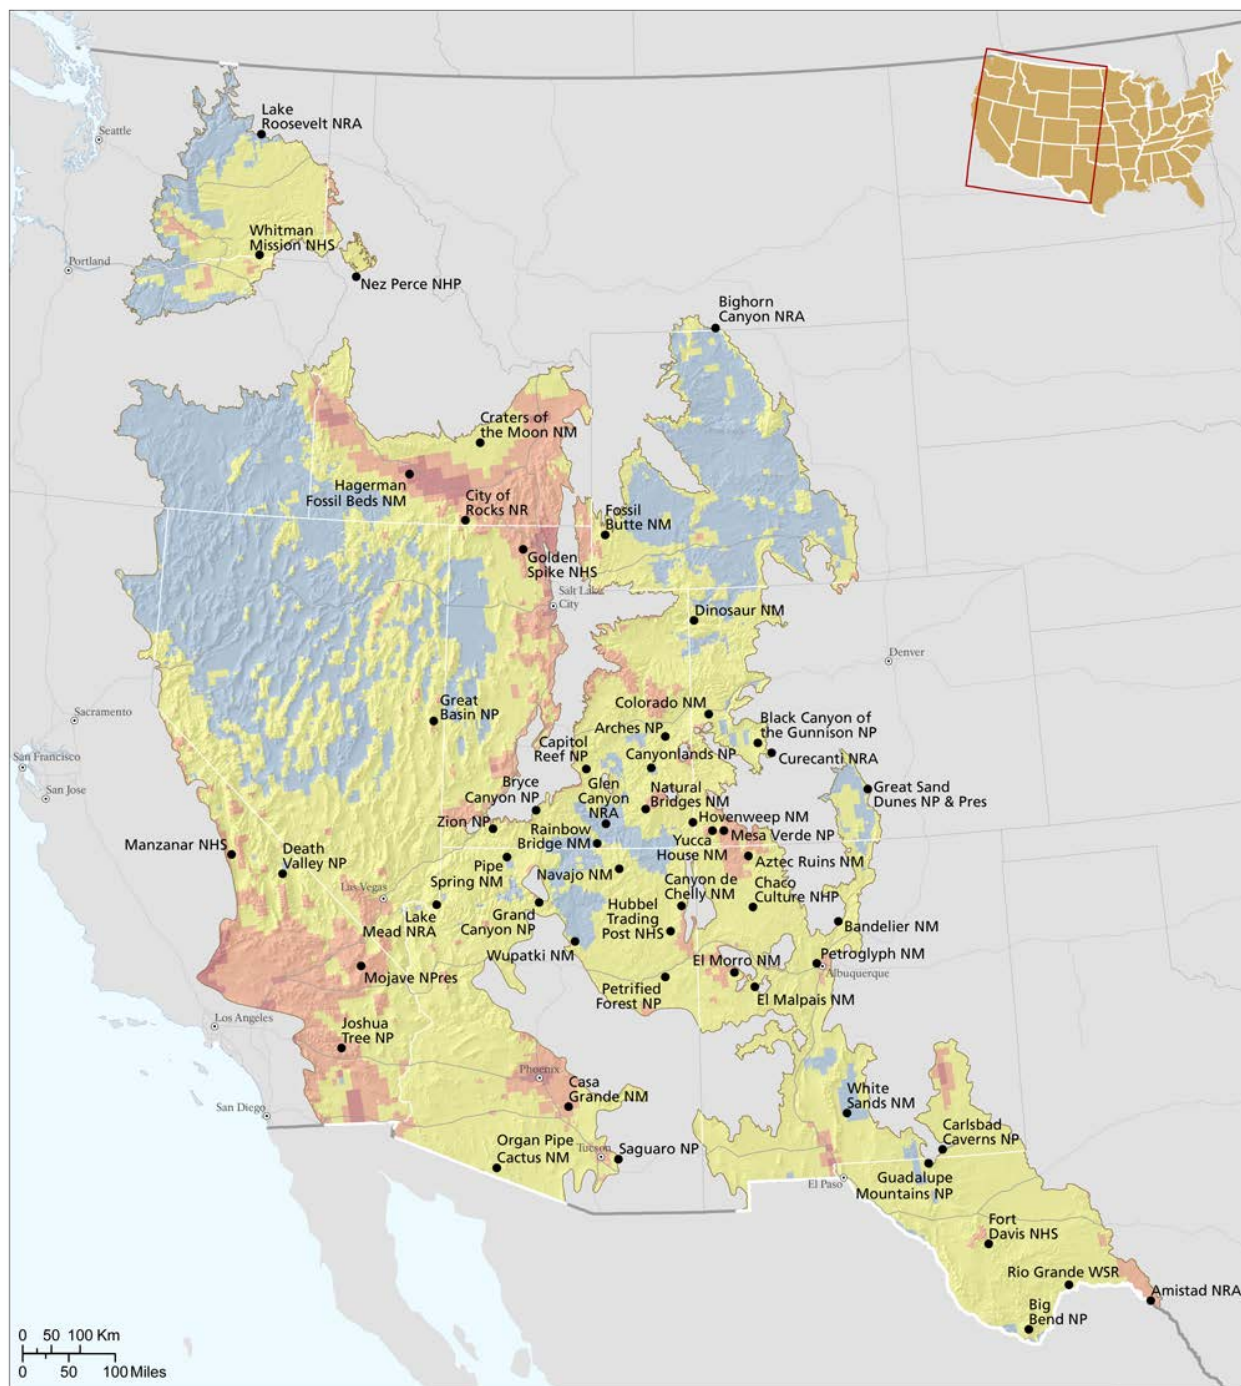 Lake
Roosevelt NRA
Seattle
Whitman
Mission NHS
Portland
Nez Perce NHP
Bighorn
Canyon NRA
Craters of
the Moon NM
Hagerman
Fossil Beds NM
City of
Rocks NR
Fossil
Butte NM
Golden
Spike NHS
Salt Lake
City
Dinosaur NM
Denver
Great
Basin NP
Colorado NM
Sacramento
Arches NP
Black Canyon of
the Gunnison NP
San Francisco
Capitol
Reef NP
Canyonlands NP
Curecanti NRA
San Jose
Bryce
Canyon NP
Glen
Canyon
NRA
Natural
Bridges NM
Great Sand
Dunes NP & Pres
Zion NP
Rainbow
Bridge NM
Hovenweep NM
Mesa Verde NP
Yucca
House NM
Manzanar NHS
Death
Valley NP
Pipe
Spring NM
Navajo NM
Aztec Ruins NM
Las Vegas
Canyon de
Chelly NM
Chaco
Culture NHP
Lake
Mead NRA
Grand
Canyon NP
Hubbel
Trading
Post NHS
Bandelier NM
Wupatki NM
Petroglyph NM
Albuquerque
Mojave NPres
El Morro NM
Petrified
Forest NP
El Malpais NM
Los Angeles
Joshua
Tree NP
Phoenix
Casa
Grande NM
White
Sands NM
San Diego
Organ Pipe
Cactus NM
Tucson
Saguaro NP
Carlsbad
Caverns NP
El Paso
Guadalupe
Mountains NP
Fort
Davis NHS
Rio Grande WSR
Amistad NRA
Big
Bend NP
0 50 100 Km
0 50 100 Miles